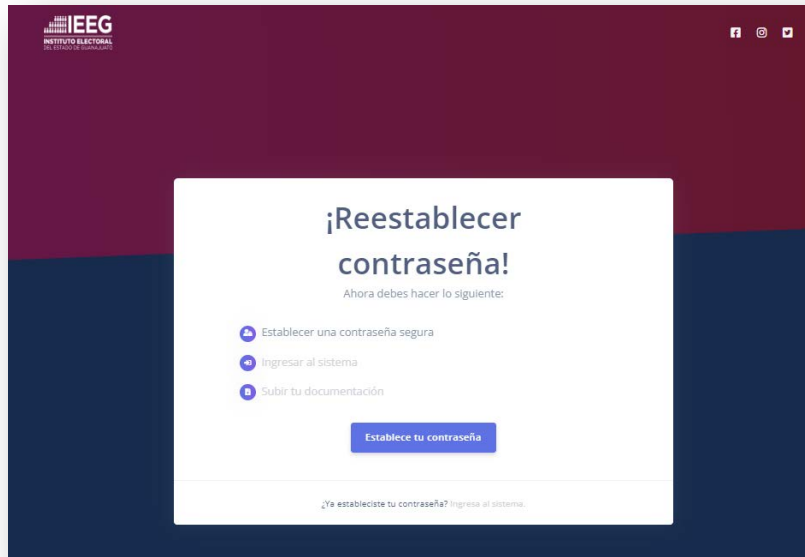 IEEG
INSTITUTO ELECTORAL
DEL ESTADO DE GUANAJUATO
¡Reestablecer
contraseña!
Ahora debes hacer lo siguiente:
Establecer una contraseña segura
Ingresar al sistema
Subir tu documentación
Establece tu contraseña
¿Ya estableciste tu contraseña? Ingresa al sistema.